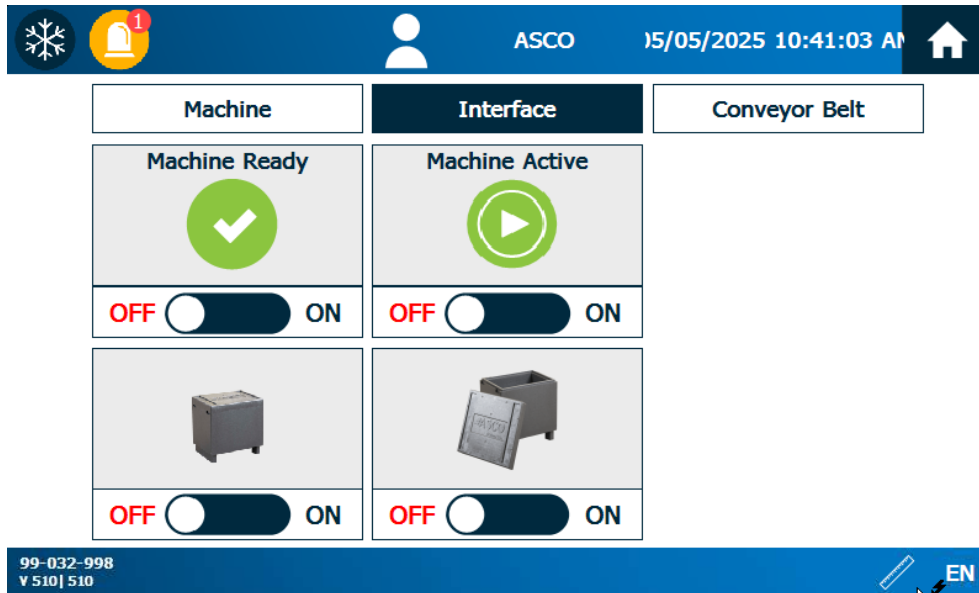 1
ASCO
05/05/2025 10:41:03 AM
Machine
Interface
Conveyor Belt
Machine Ready
Machine Active
OFF ON
OFF ON
ASCO
OFF ON
OFF ON
99-032-998
V 510| 510
EN